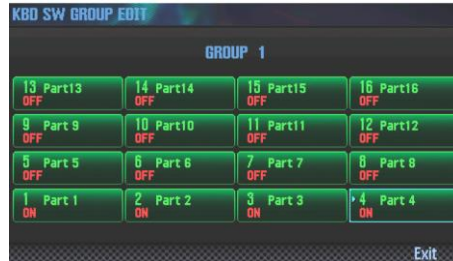 KBD SW GROUP EDIT
GROUP 1
13 Part13 14 Part14 15 Part15 16 Part16
OFF OFF OFF OFF
9 Part 9 10 Part10 11 Part11 12 Part12
OFF OFF OFF OFF
5 Part 5 6 Part 6 7 Part 7 8 Part 8
OFF OFF OFF OFF
1 Part 1 2 Part 2 3 Part 3 4 Part 4
ON ON ON ON
Exit